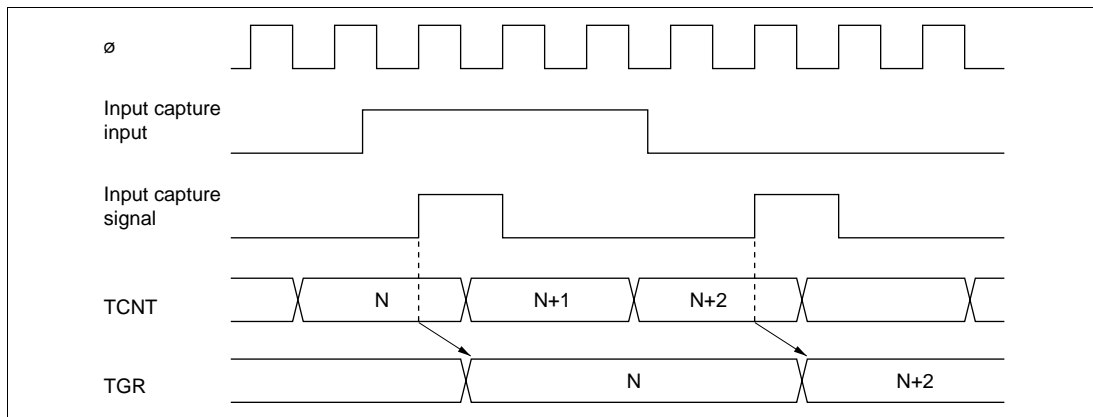 ø
Input capture
input
Input capture
signal
TCNT
N
N+1
N+2
TGR
N
N+2